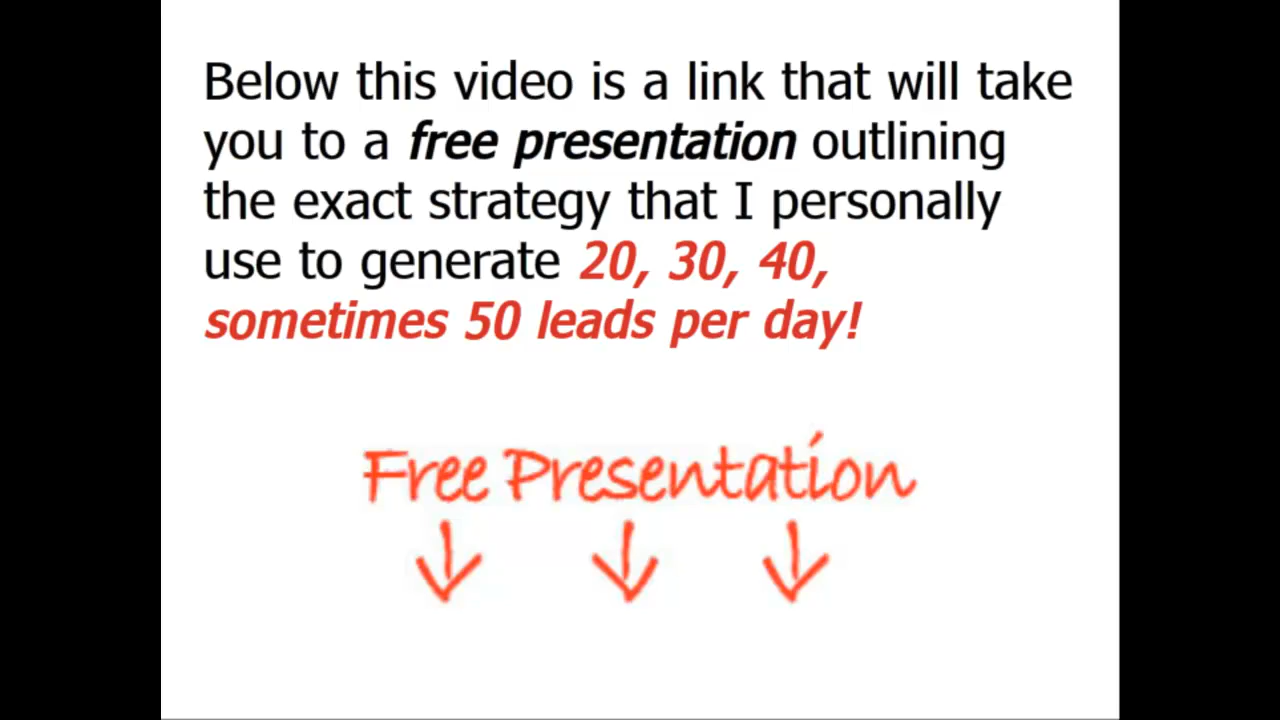 Below this video is a link that will take
you to a free presentation outlining
the exact strategy that I personally
use to generate 20, 30, 40,
sometimes 50 leads per day!
Free Presentation